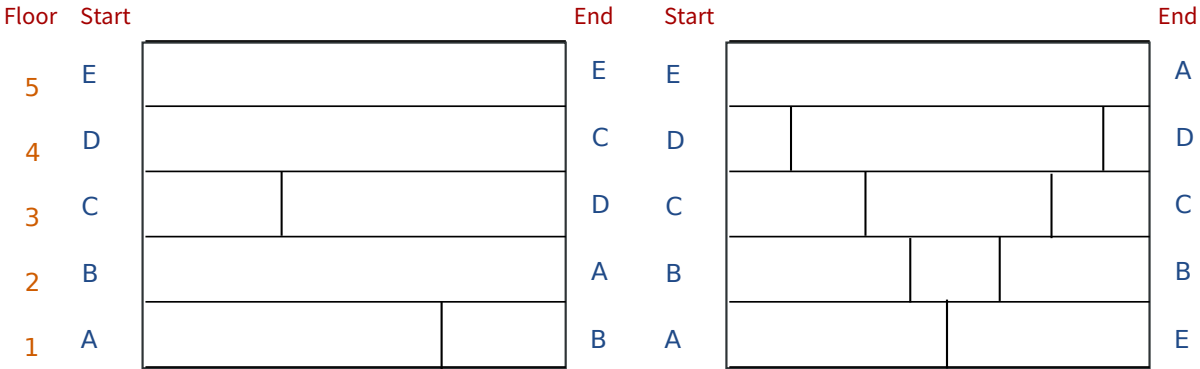 Floor Start End Start End
5 E E E A
4 D C D D
3 C D C C
2 B A B B
1 A B A E